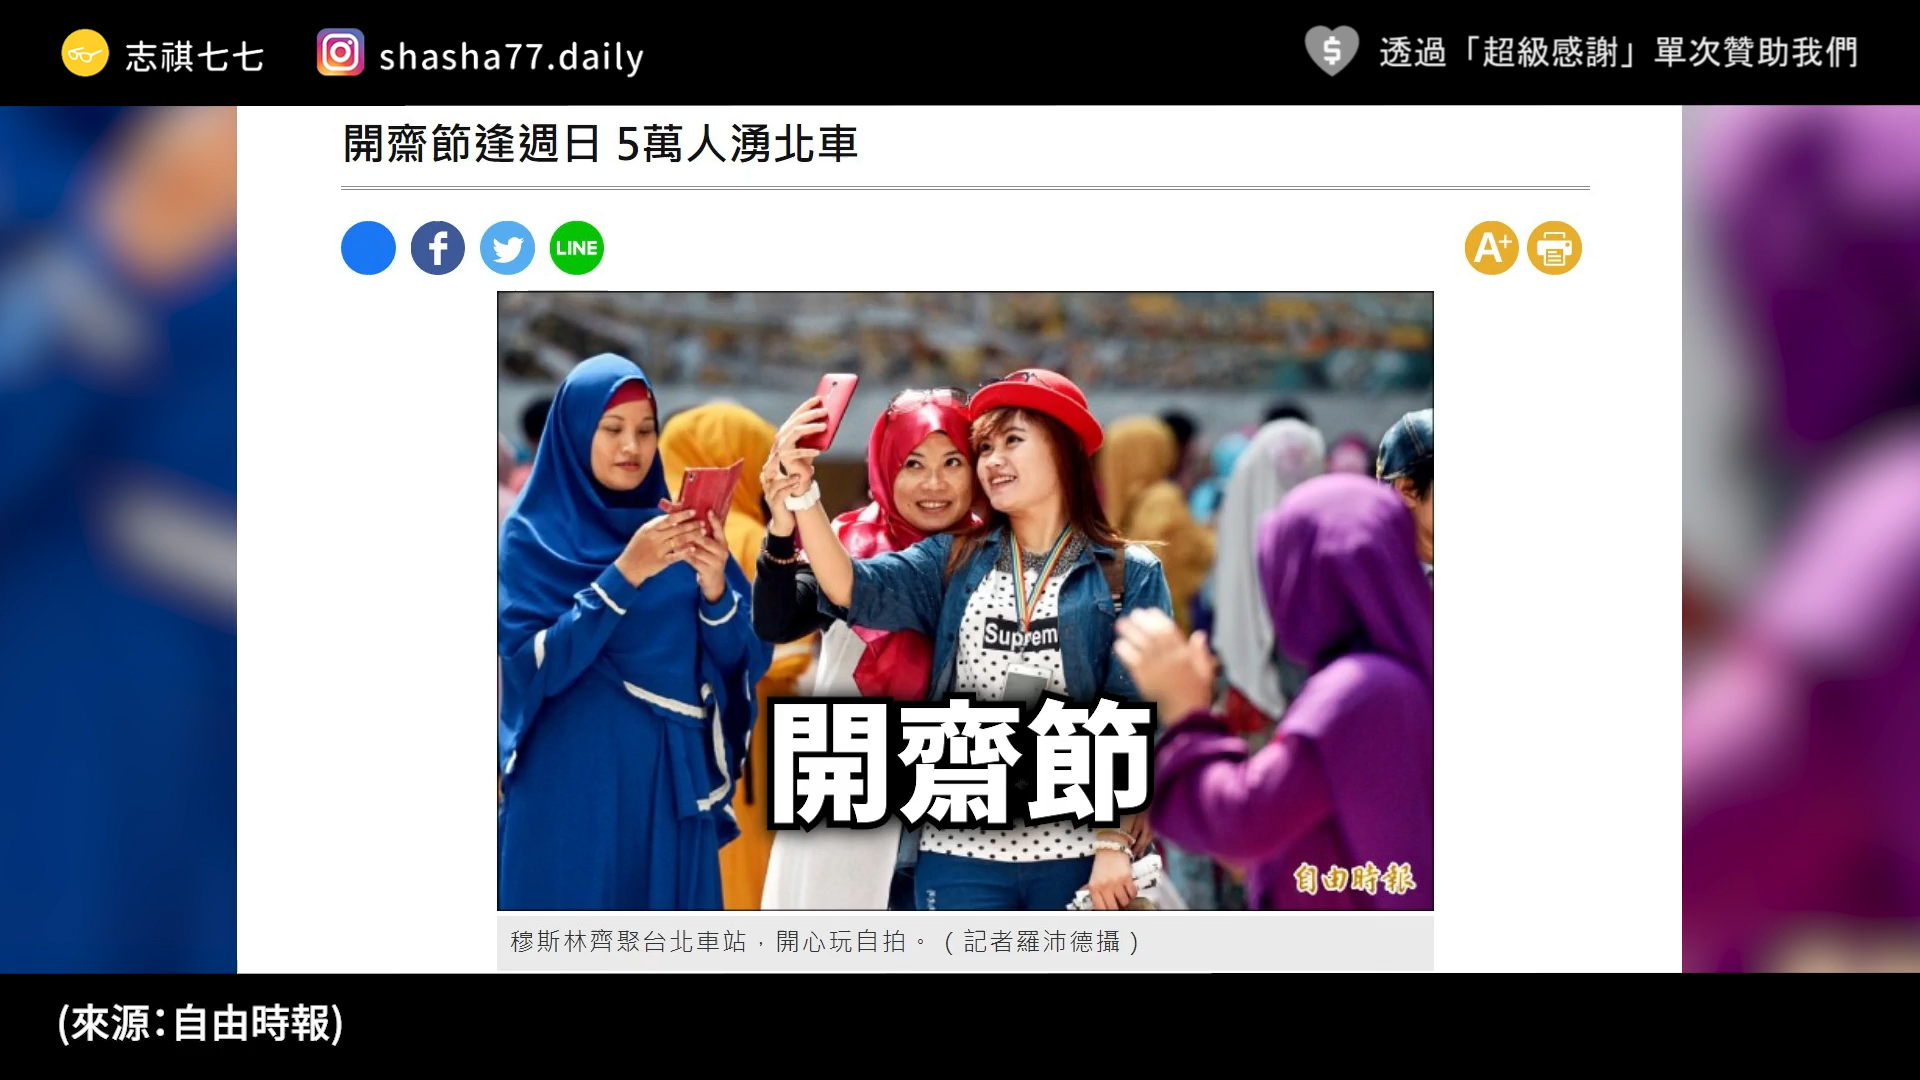 志祺七七
shasha77.daily
透過「超級感謝」單次贊助我們
開齋節逢週日 5萬人湧北車
f
LINE
A+
Suprem
開齋節
自由時報
穆斯林齊聚台北車站，開心玩自拍。（記者羅沛德攝）
(來源：自由時報)